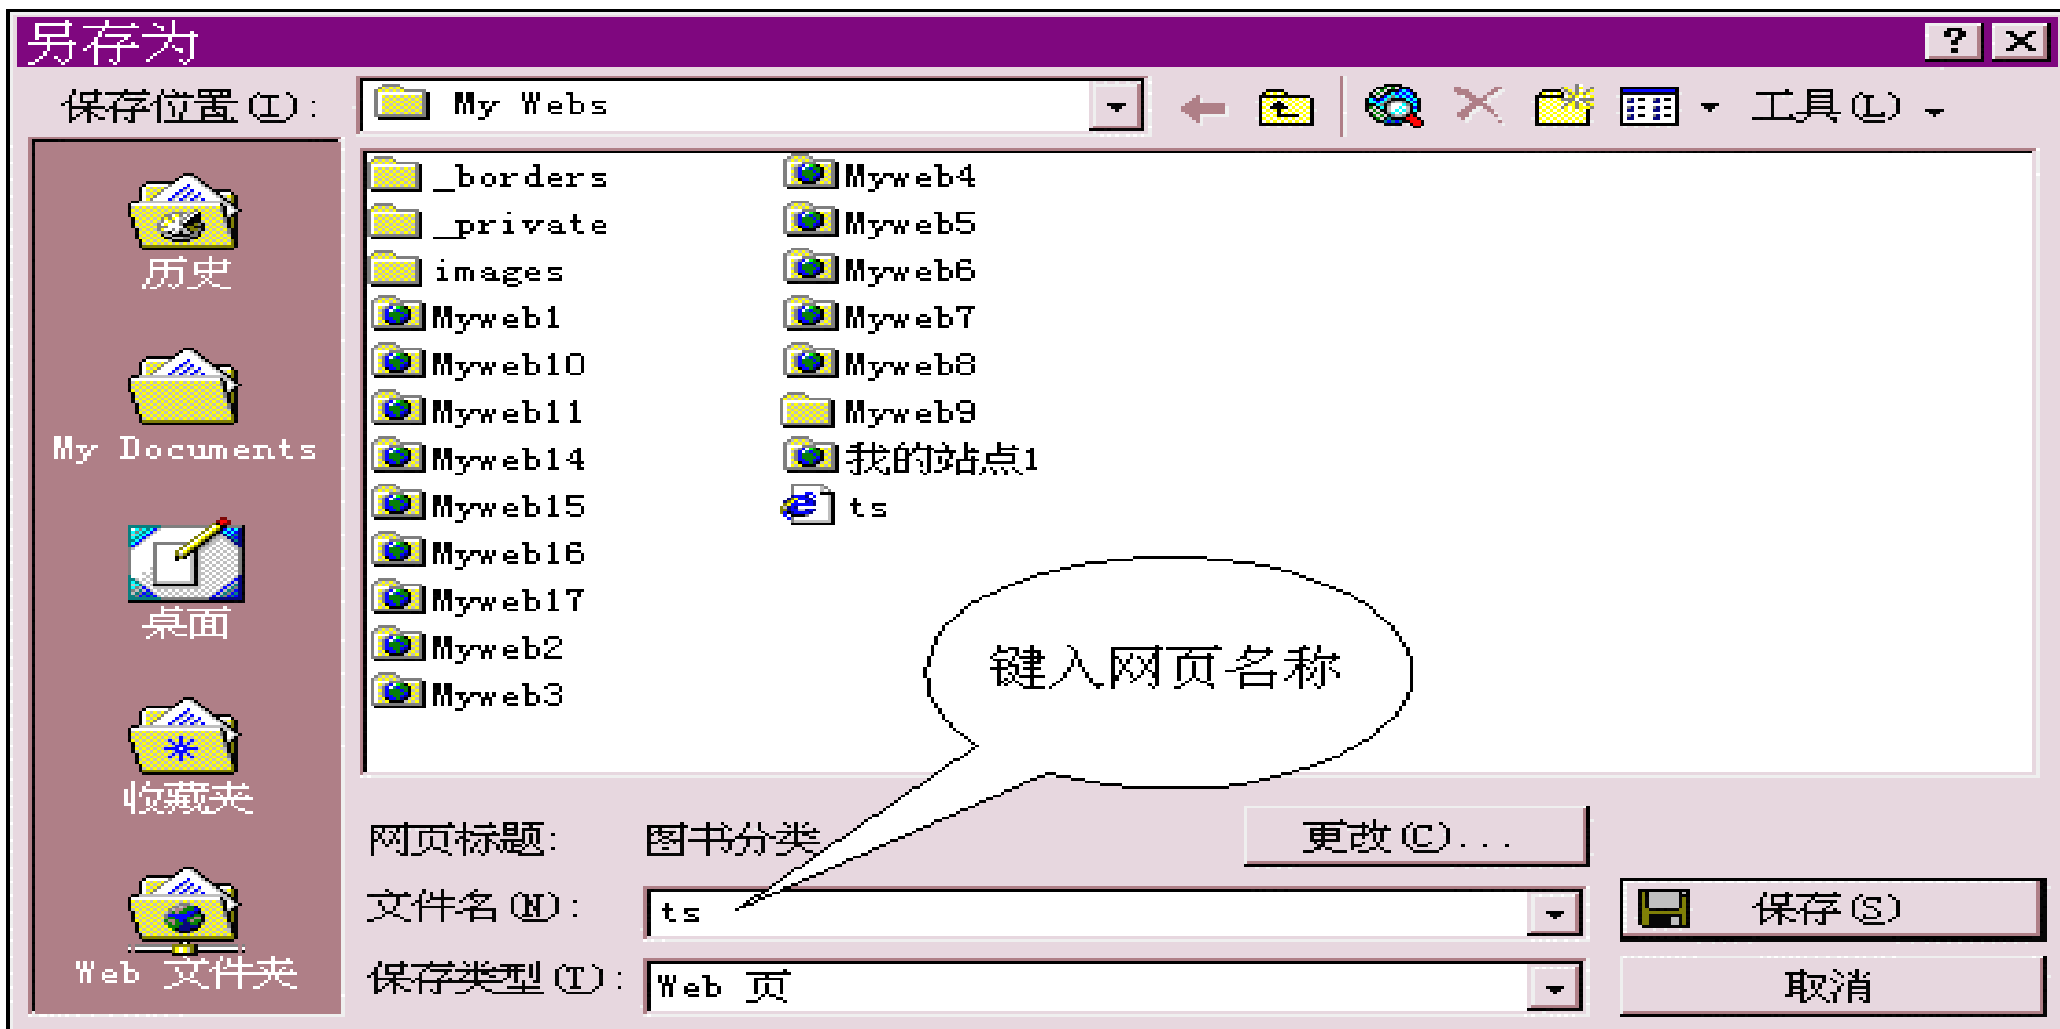 另存为
保存位置(I): My Webs 工具(L)
历史
My Documents
桌面
收藏夹
Web 文件夹
_borders
_private
images
Myweb1
Myweb10
Myweb11
Myweb14
Myweb15
Myweb16
Myweb17
Myweb2
Myweb3
Myweb4
Myweb5
Myweb6
Myweb7
Myweb8
Myweb9
我的站点1
ts
键入网页名称
网页标题: 图书分类 更改(C)...
文件名(N): ts 保存(S)
保存类型(T): Web 页 取消